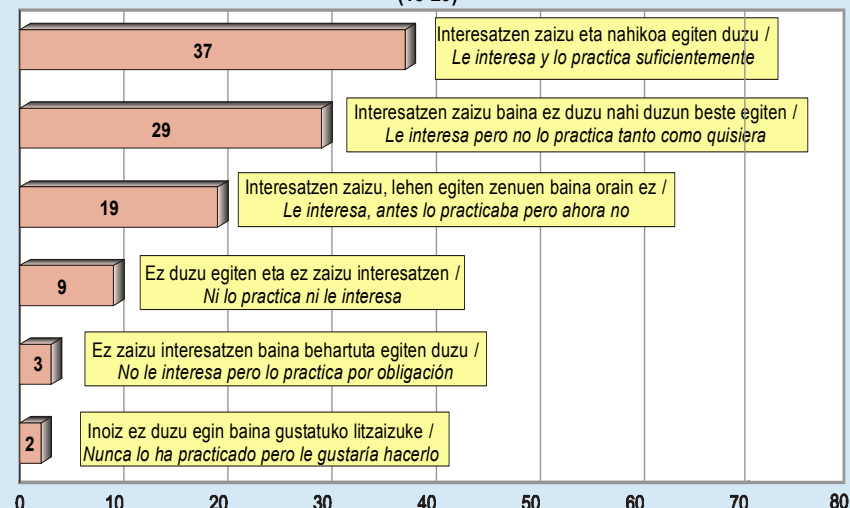 37
Interesatzen zaizu eta nahikoa egiten duzu /
Le interesa y lo practica suficientemente
29
Interesatzen zaizu baina ez duzu nahi duzun beste egiten /
Le interesa pero no lo practica tanto como quisiera
19
Interesatzen zaizu, lehen egiten zenuen baina orain ez /
Le interesa, antes lo practicaba pero ahora no
9
Ez duzu egiten eta ez zaizu interesatzen /
Ni lo practica ni le interesa
3
Ez zaizu interesatzen baina behartuta egiten duzu /
No le interesa pero lo practica por obligación
2
Inoiz ez duzu egin baina gustatuko litzaizuke /
Nunca lo ha practicado pero le gustaría hacerlo
0 10 20 30 40 50 60 70 80